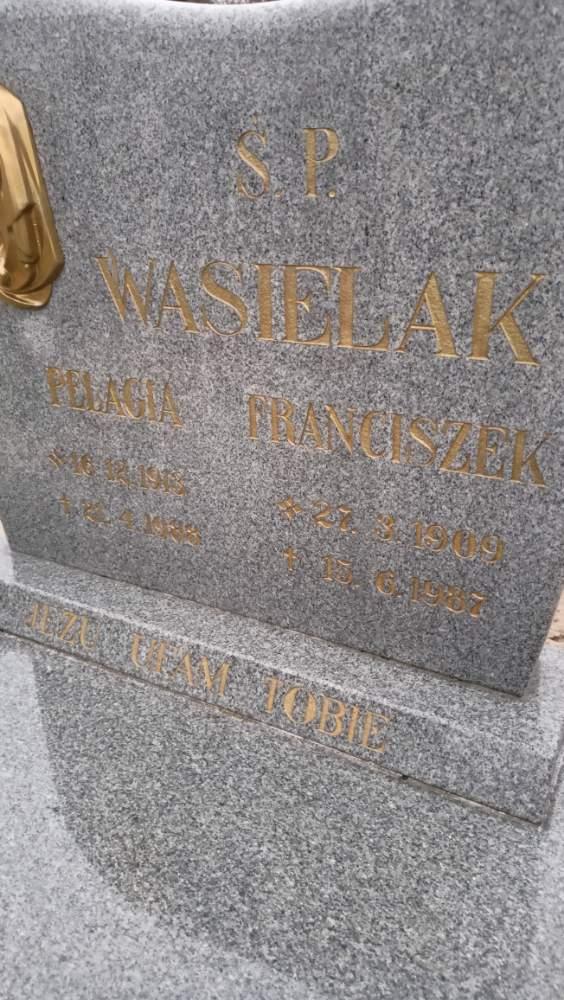 Ś. P.
WASIELAK
PELAGIA
FRANCISZEK
27. 3. 1909
✝ 15. 6. 1987
JEZU UFAM TOBIE